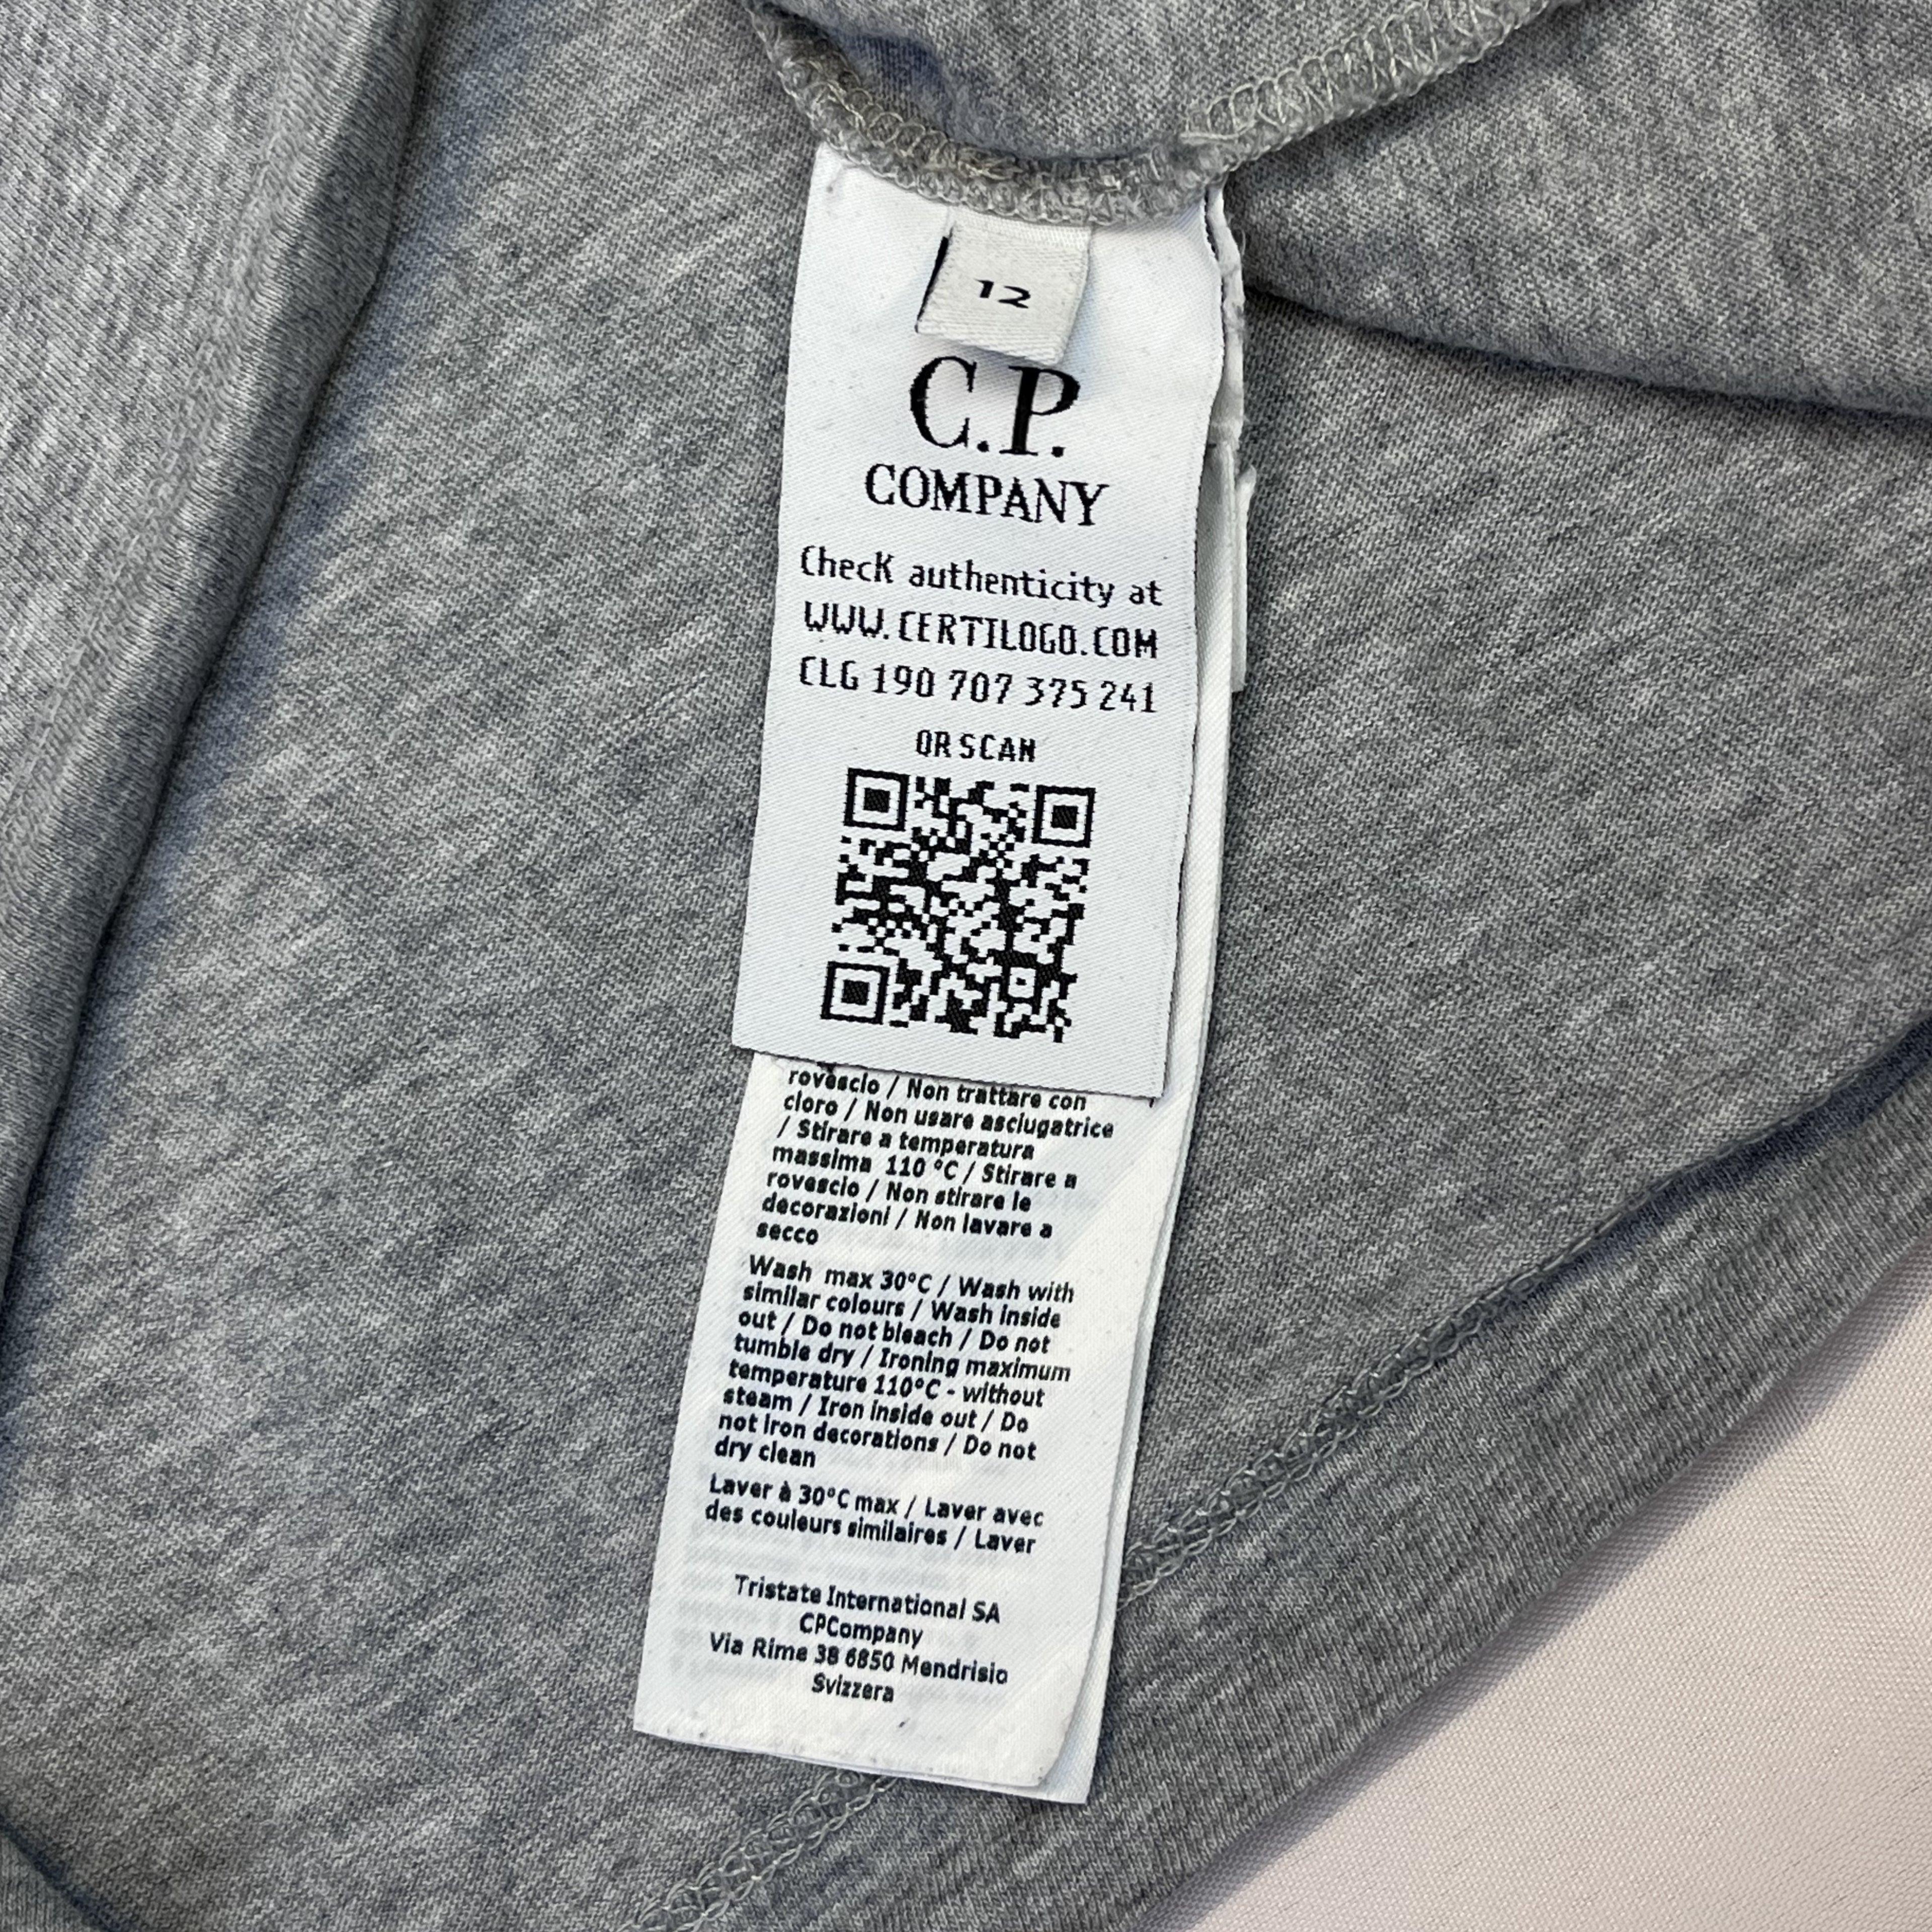 12
C.P.
COMPANY
Check authenticity at
WWW.CERTILOGO.COM
CLG 190 707 375 241
OR SCAN
rovescio / Non trattare con
cloro / Non usare asciugatrice
/ Stirare a temperatura
massima 110 °C / Stirare a
rovescio / Non stirare le
decorazioni / Non lavare a
secco
Wash max 30°C / Wash with
similar colours / Wash inside
out / Do not bleach / Do not
tumble dry / Ironing maximum
temperature 110°C - without
steam / Iron inside out / Do
not iron decorations / Do not
dry clean
Laver à 30°C max / Laver avec
des couleurs similaires / Laver
Tristate International SA
CPCompany
Via Rime 38 6850 Mendrisio
Svizzera